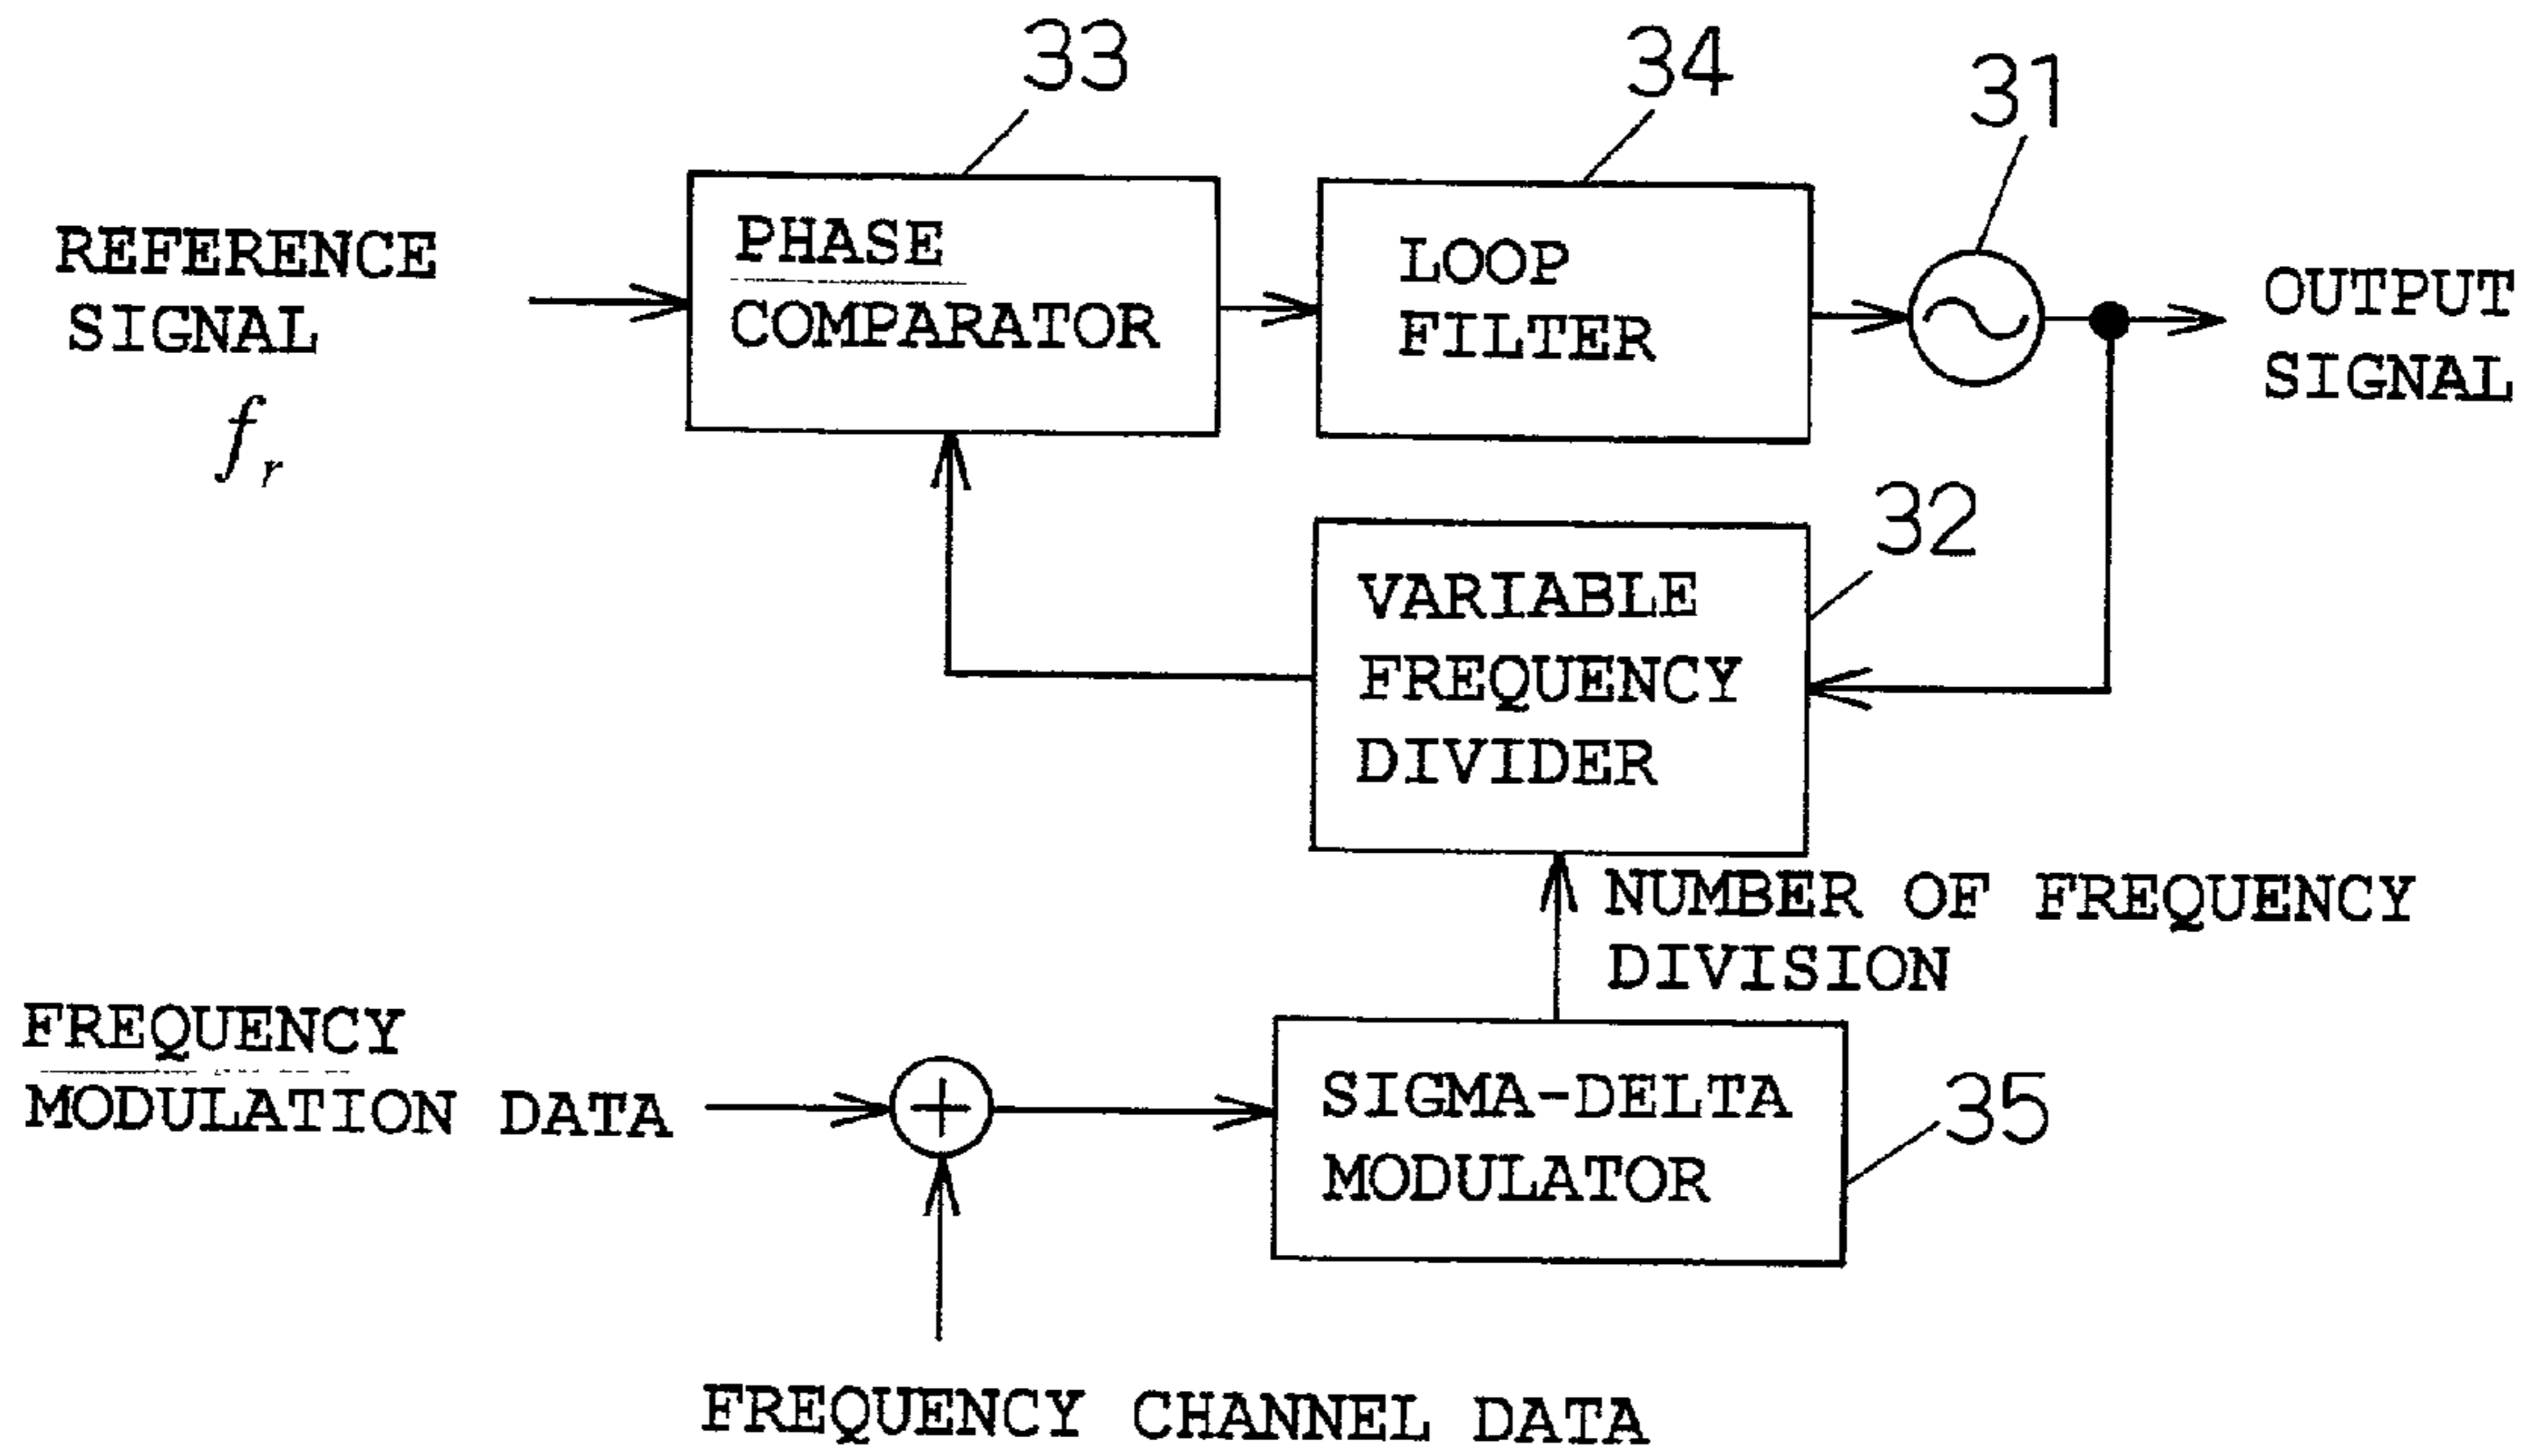 33
34
31
REFERENCE
SIGNAL
f r
PHASE
COMPARATOR
LOOP
FILTER
OUTPUT
SIGNAL
32
VARIABLE
FREQUENCY
DIVIDER
NUMBER OF FREQUENCY
DIVISION
FREQUENCY
MODULATION DATA
+
SIGMA-DELTA
MODULATOR
35
FREQUENCY CHANNEL DATA